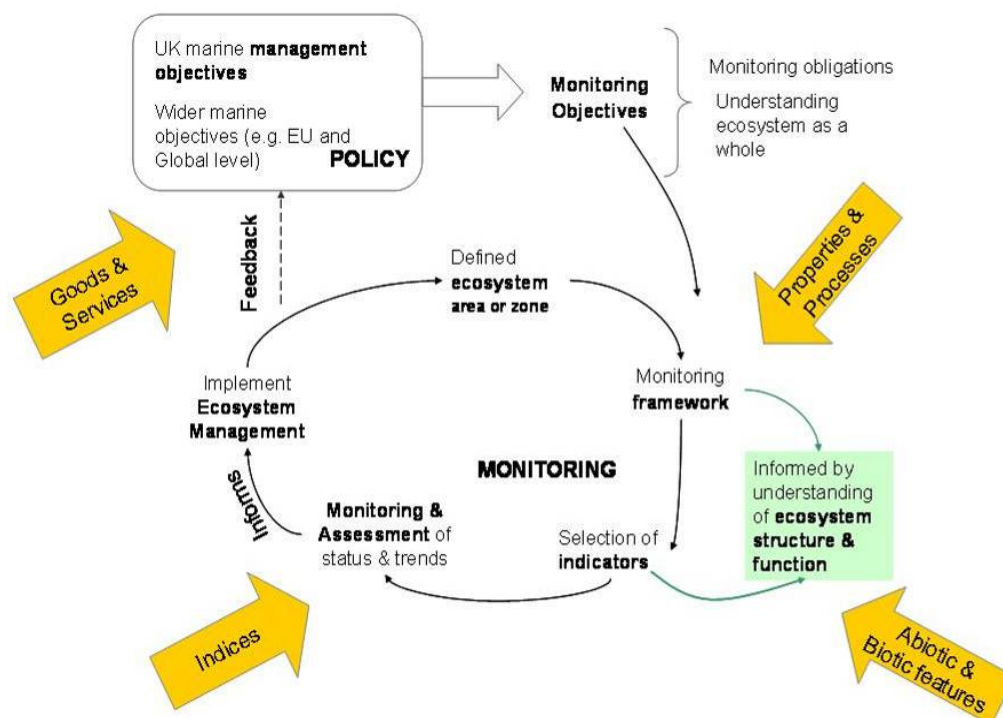 UK marine management
objectives
Wider marine
objectives (e.g. EU and
Global level)
POLICY
Monitoring
Objectives
Monitoring obligations
Understanding
ecosystem as a
whole
Goods &
Services
Feedback
Properties &
Processes
Defined
ecosystem
area or zone
Implement
Ecosystem
Management
Monitoring
framework
MONITORING
Informs
Monitoring &
Assessment of
status & trends
Selection of
indicators
Informed by
understanding
of ecosystem
structure &
function
Indices
Abiotic &
Biotic features